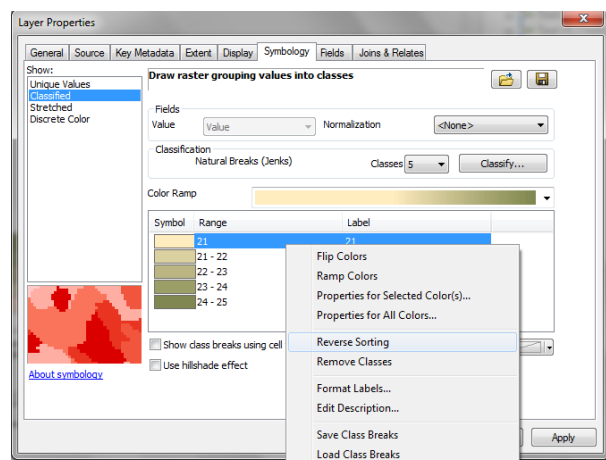 Layer Properties
General Source Key Metadata Extent Display Symbology Fields Joins & Relates
Show:
Unique Values
Classified
Stretched
Discrete Color
Draw raster grouping values into classes
Fields
Value Value Normalization <None>
Classification
Natural Breaks (Jenks) Classes 5 Classify...
Color Ramp
Symbol Range Label
21 21
21 - 22
22 - 23
23 - 24
24 - 25
Show class breaks using cell
Use hillshade effect
About symbology
Flip Colors
Ramp Colors
Properties for Selected Color(s)...
Properties for All Colors...
Reverse Sorting
Remove Classes
Format Labels...
Edit Description...
Save Class Breaks
Load Class Breaks
Apply